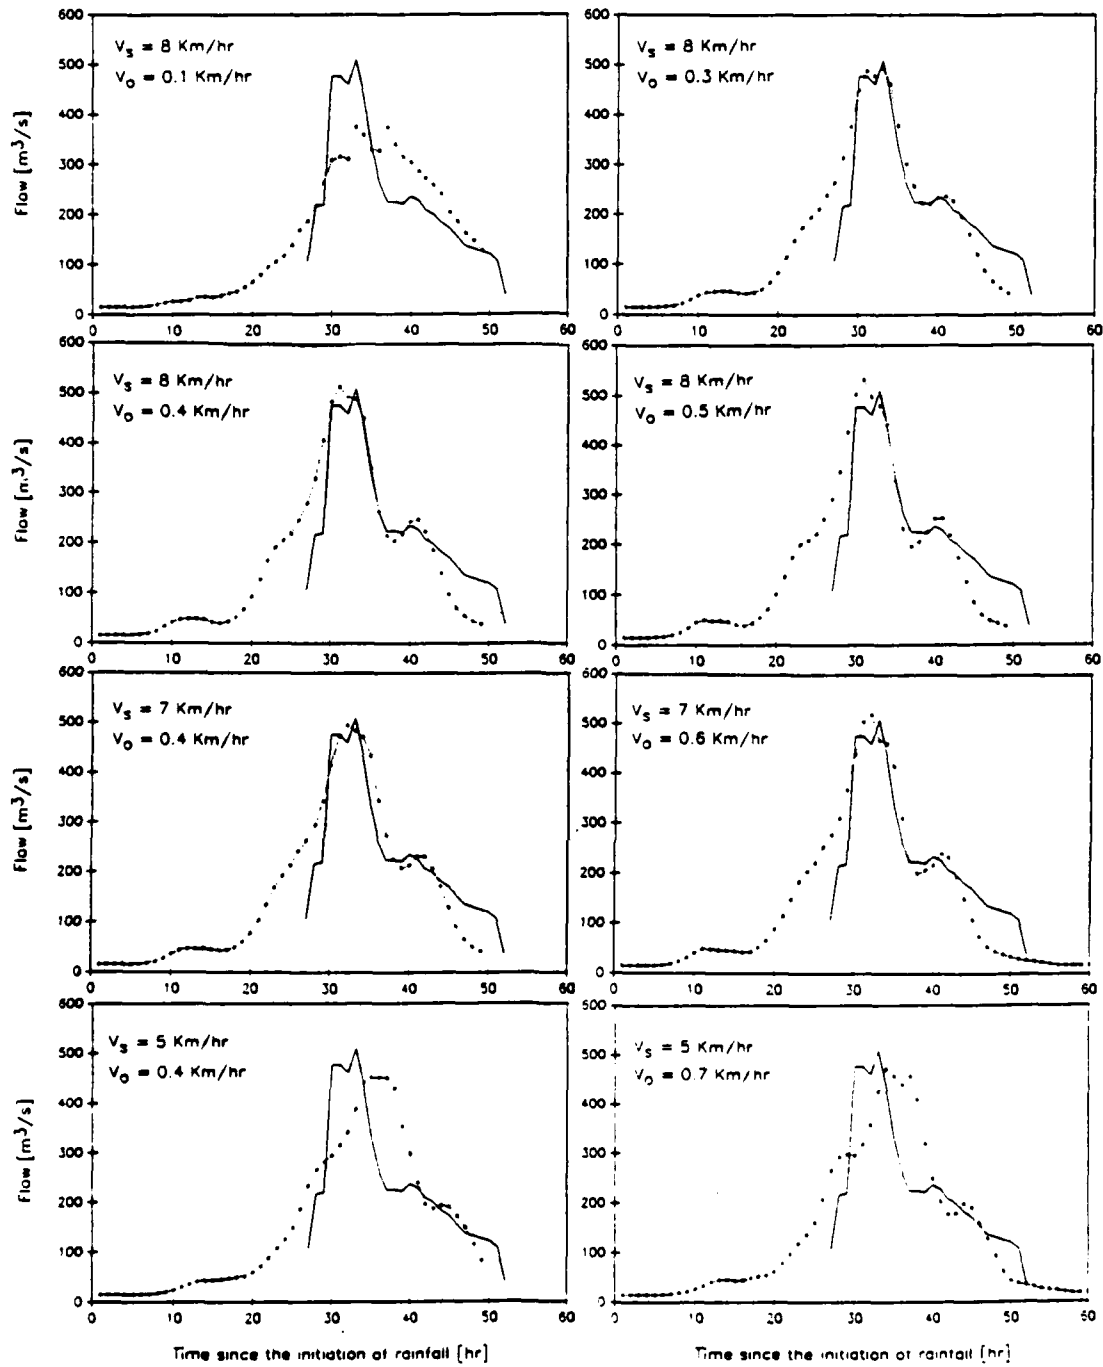 600
500
400
300
200
100
0
Flow [m³/s]
V_s = 8 Km/hr
V_o = 0.1 Km/hr
0 10 20 30 40 50 60
600
500
400
300
200
100
0
V_s = 8 Km/hr
V_o = 0.3 Km/hr
0 10 20 30 40 50 60
600
500
400
300
200
100
0
Flow [m³/s]
V_s = 8 Km/hr
V_o = 0.4 Km/hr
0 10 20 30 40 50 60
600
500
400
300
200
100
0
V_s = 8 Km/hr
V_o = 0.5 Km/hr
0 10 20 30 40 50 60
600
500
400
300
200
100
0
Flow [m³/s]
V_s = 7 Km/hr
V_o = 0.4 Km/hr
0 10 20 30 40 50 60
600
500
400
300
200
100
0
V_s = 7 Km/hr
V_o = 0.6 Km/hr
0 10 20 30 40 50 60
600
500
400
300
200
100
0
Flow [m³/s]
V_s = 5 Km/hr
V_o = 0.4 Km/hr
0 10 20 30 40 50 60
Time since the initiation of rainfall [hr]
500
500
400
300
200
100
0
V_s = 5 Km/hr
V_o = 0.7 Km/hr
0 10 20 30 40 50 60
Time since the initiation of rainfall [hr]